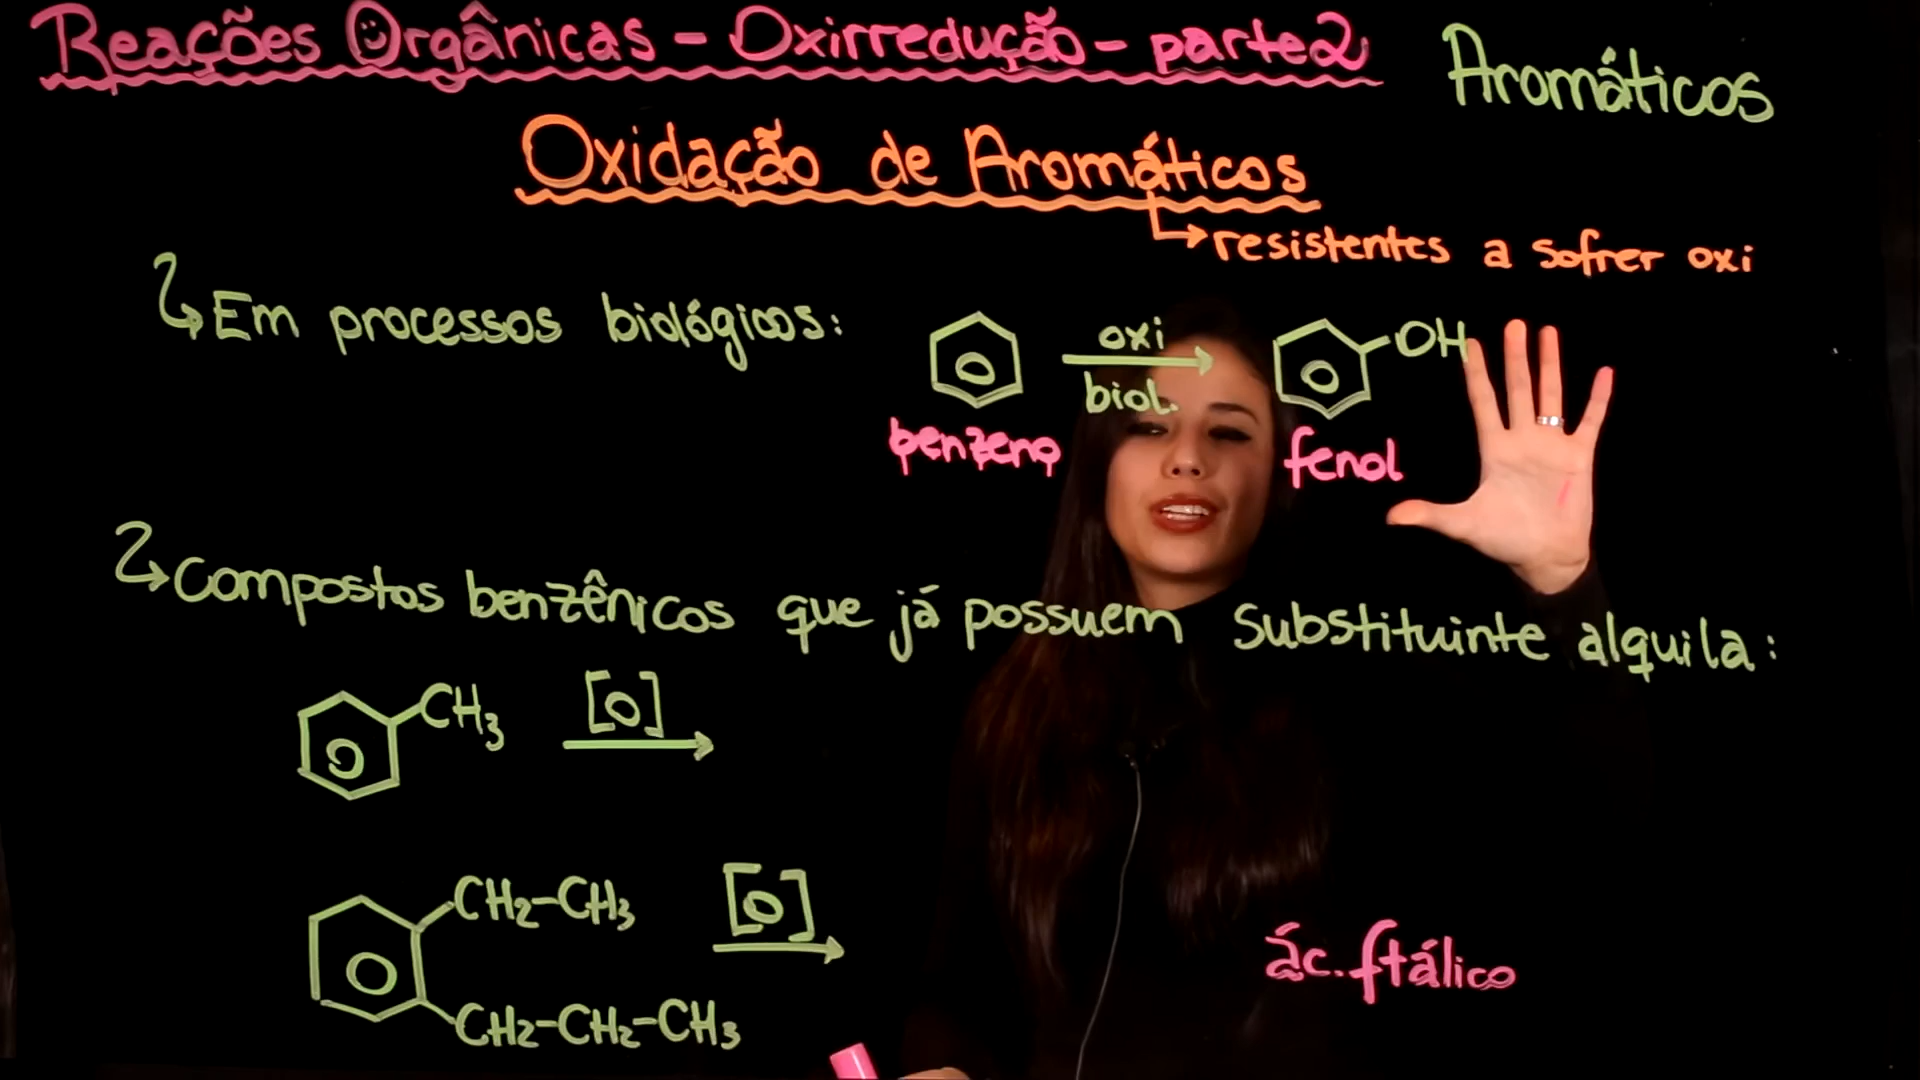 Reações Orgânicas - Oxirredução - parte 2
Aromáticos
Oxidação de Aromáticos
resistentes a sofrer oxi
Em processos biológicos:
oxi
biol.
OH
benzeno
fenol
Compostos benzênicos que já possuem substituinte alquila:
CH3
[O]
CH2-CH3
[O]
CH2-CH2-CH3
ác. ftálico